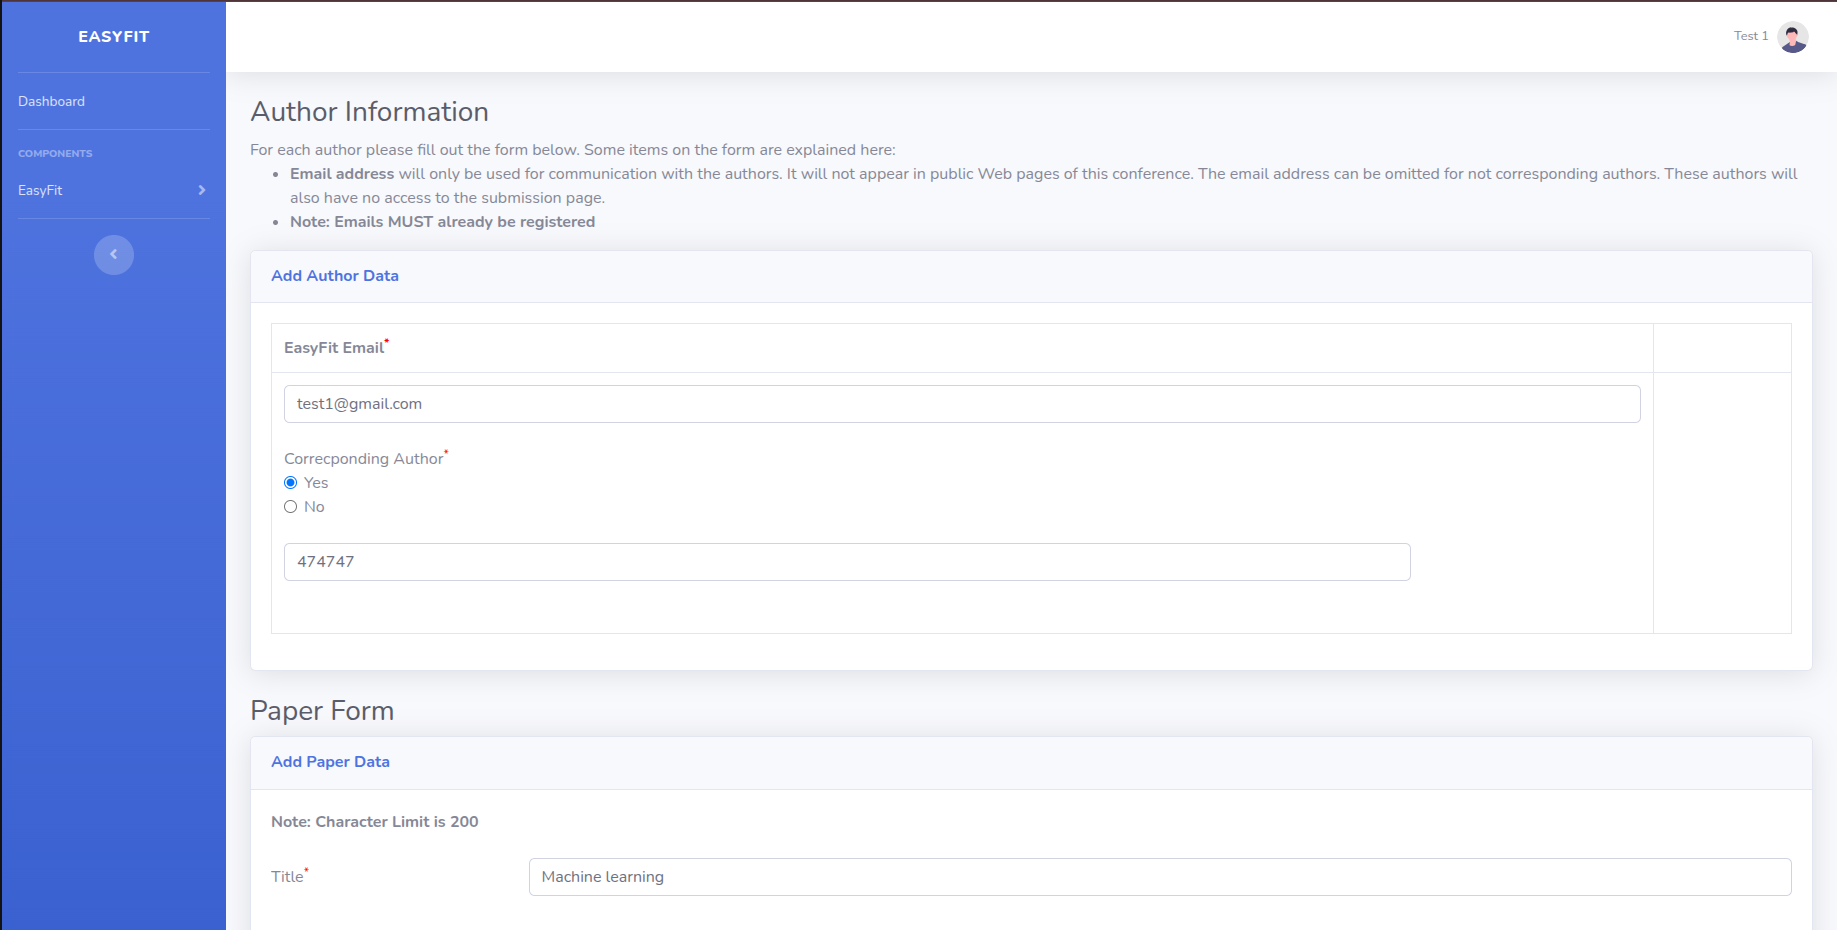 EASYFIT
Test 1
Dashboard
COMPONENTS
EasyFit
Author Information
For each author please fill out the form below. Some items on the form are explained here:
• Email address will only be used for communication with the authors. It will not appear in public Web pages of this conference. The email address can be omitted for not corresponding authors. These authors will
also have no access to the submission page.
• Note: Emails MUST already be registered
Add Author Data
EasyFit Email*
test1@gmail.com
Correcponding Author*
Yes
No
474747
Paper Form
Add Paper Data
Note: Character Limit is 200
Title*
Machine learning